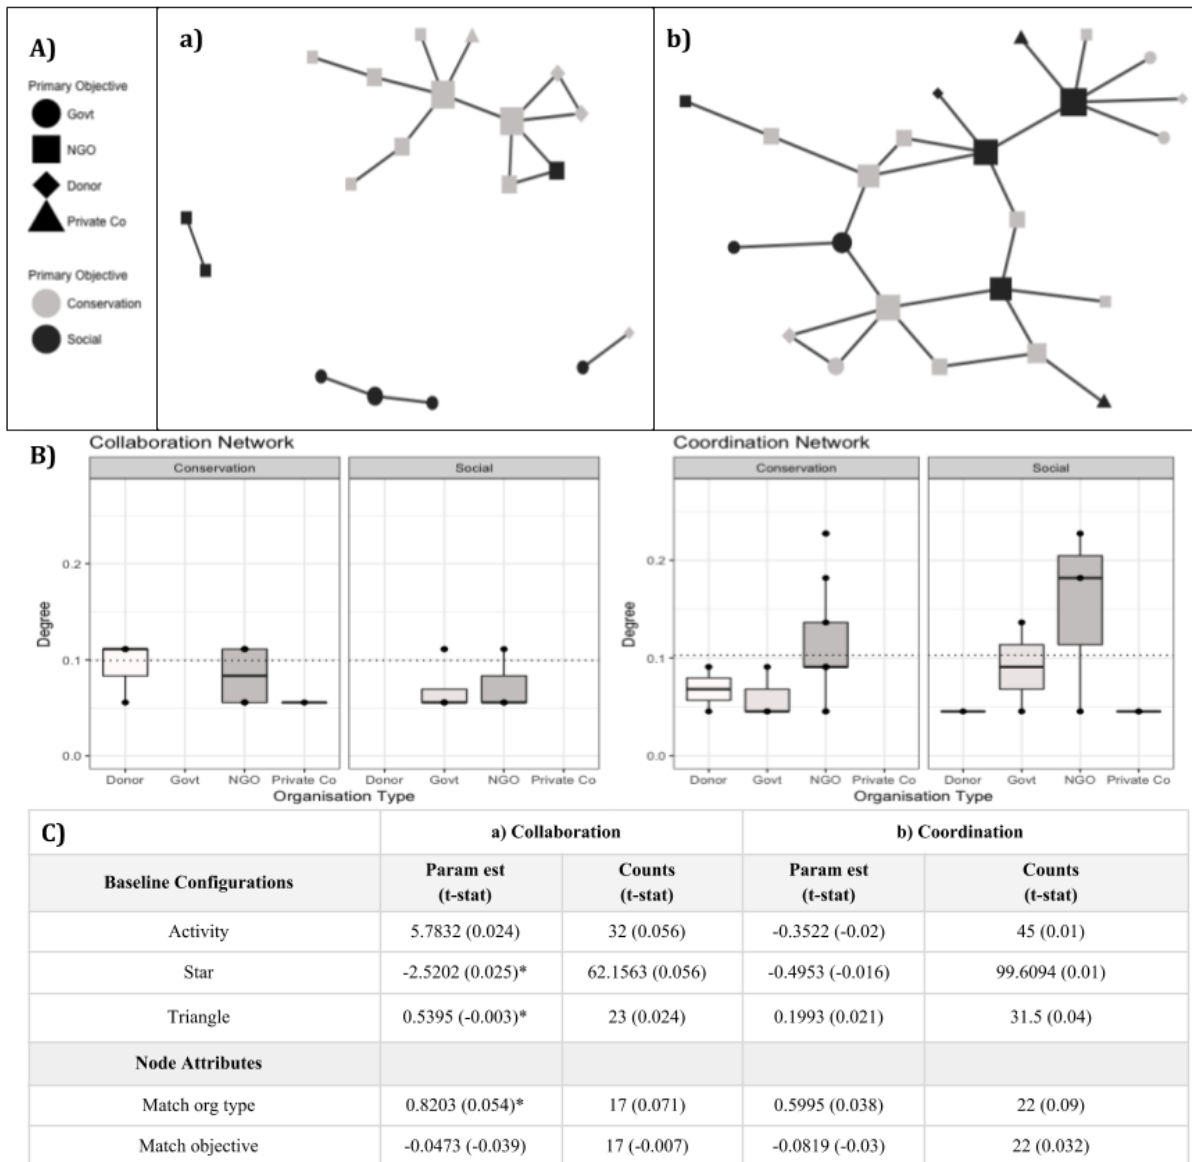 A)
Primary Objective
Govt
NGO
Donor
Private Co
Primary Objective
Conservation
Social
a)
b)
B)
Collaboration Network
Conservation Social
Degree
0.2
0.1
0.0
Donor Govt NGO Private Co Donor Govt NGO Private Co
Organisation Type
Coordination Network
Conservation Social
Degree
0.2
0.1
0.0
Donor Govt NGO Private Co Donor Govt NGO Private Co
Organisation Type
C) a) Collaboration b) Coordination
Baseline Configurations Param est (t-stat) Counts (t-stat) Param est (t-stat) Counts (t-stat)
Activity 5.7832 (0.024) 32 (0.056) -0.3522 (-0.02) 45 (0.01)
Star -2.5202 (0.025)* 62.1563 (0.056) -0.4953 (-0.016) 99.6094 (0.01)
Triangle 0.5395 (-0.003)* 23 (0.024) 0.1993 (0.021) 31.5 (0.04)
Node Attributes
Match org type 0.8203 (0.054)* 17 (0.071) 0.5995 (0.038) 22 (0.09)
Match objective -0.0473 (-0.039) 17 (-0.007) -0.0819 (-0.03) 22 (0.032)